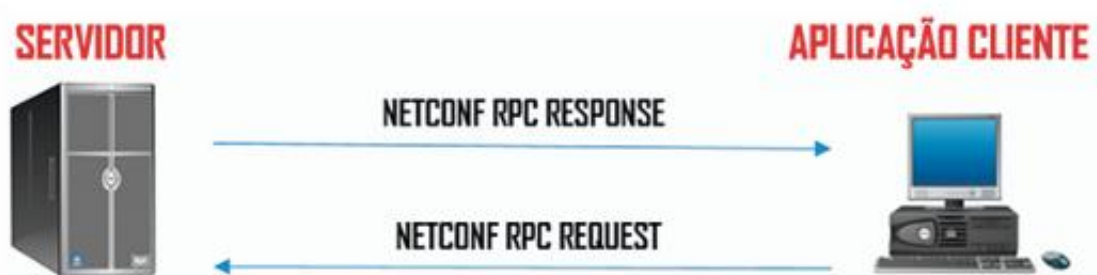 SERVIDOR
APLICAÇÃO CLIENTE
NETCONF RPC RESPONSE
NETCONF RPC REQUEST